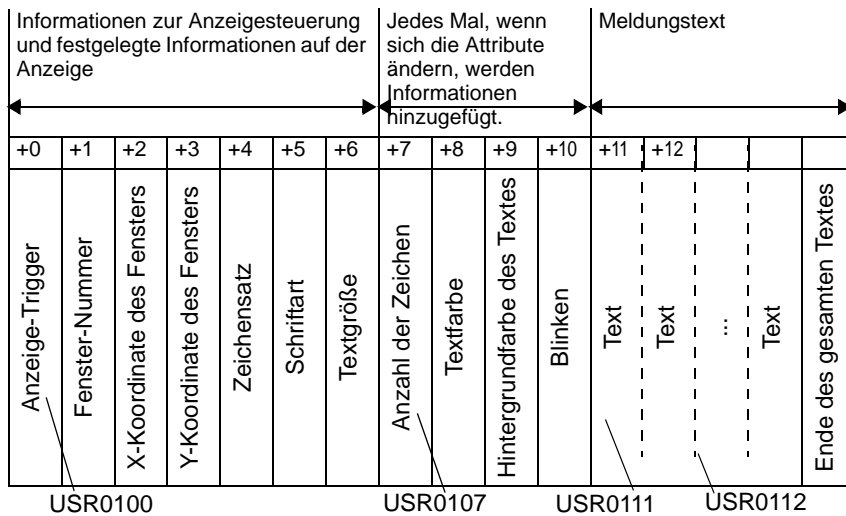 Informationen zur Anzeigesteuerung
und festgelegte Informationen auf der
Anzeige
Jedes Mal, wenn
sich die Attribute
ändern, werden
Informationen
hinzugefügt.
Meldungstext
+0 +1 +2 +3 +4 +5 +6 +7 +8 +9 +10 +11 +12
Anzeige-Trigger
Fenster-Nummer
X-Koordinate des Fensters
Y-Koordinate des Fensters
Zeichensatz
Schriftart
Textgröße
Anzahl der Zeichen
Textfarbe
Hintergrundfarbe des Textes
Blinken
Text
Text
...
Text
Ende des gesamten Textes
USR0100 USR0107 USR0111 USR0112